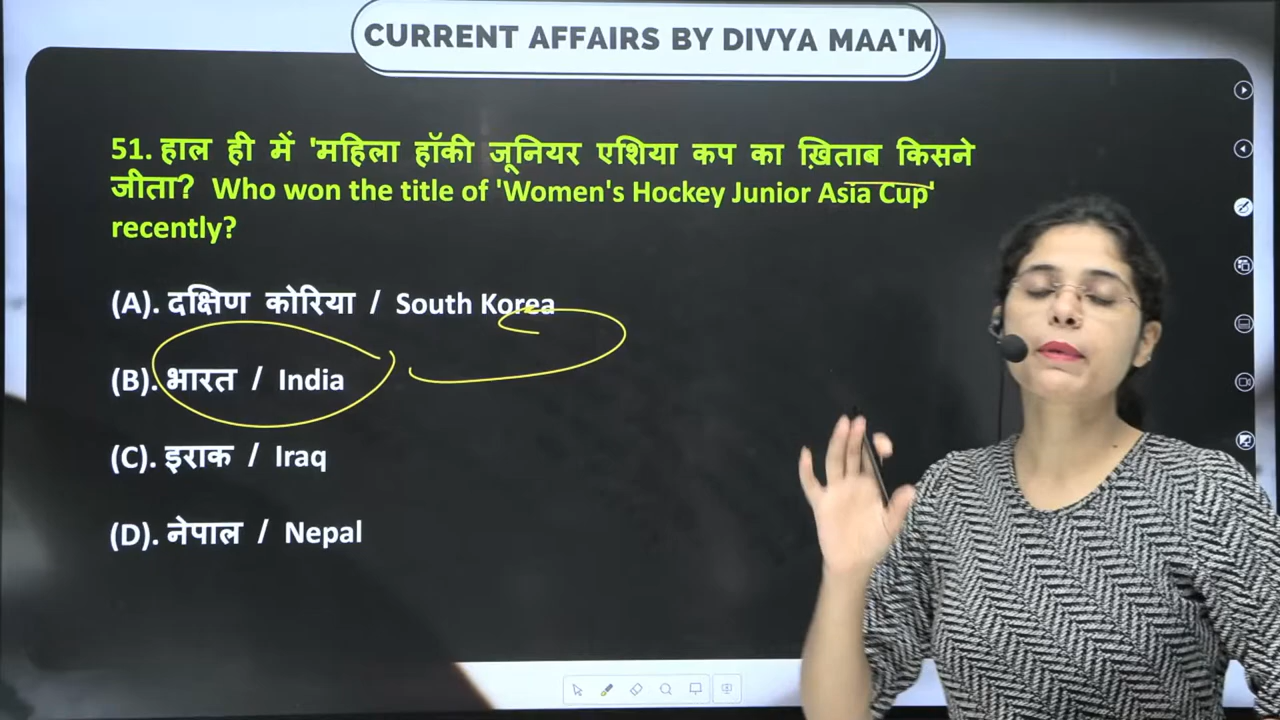 CURRENT AFFAIRS BY DIVYA MAA'M
51. हाल ही में 'महिला हॉकी जूनियर एशिया कप का ख़िताब किसने
जीता? Who won the title of 'Women's Hockey Junior Asia Cup'
recently?
(A). दक्षिण कोरिया / South Korea
(B). भारत / India
(C). इराक / Iraq
(D). नेपाल / Nepal